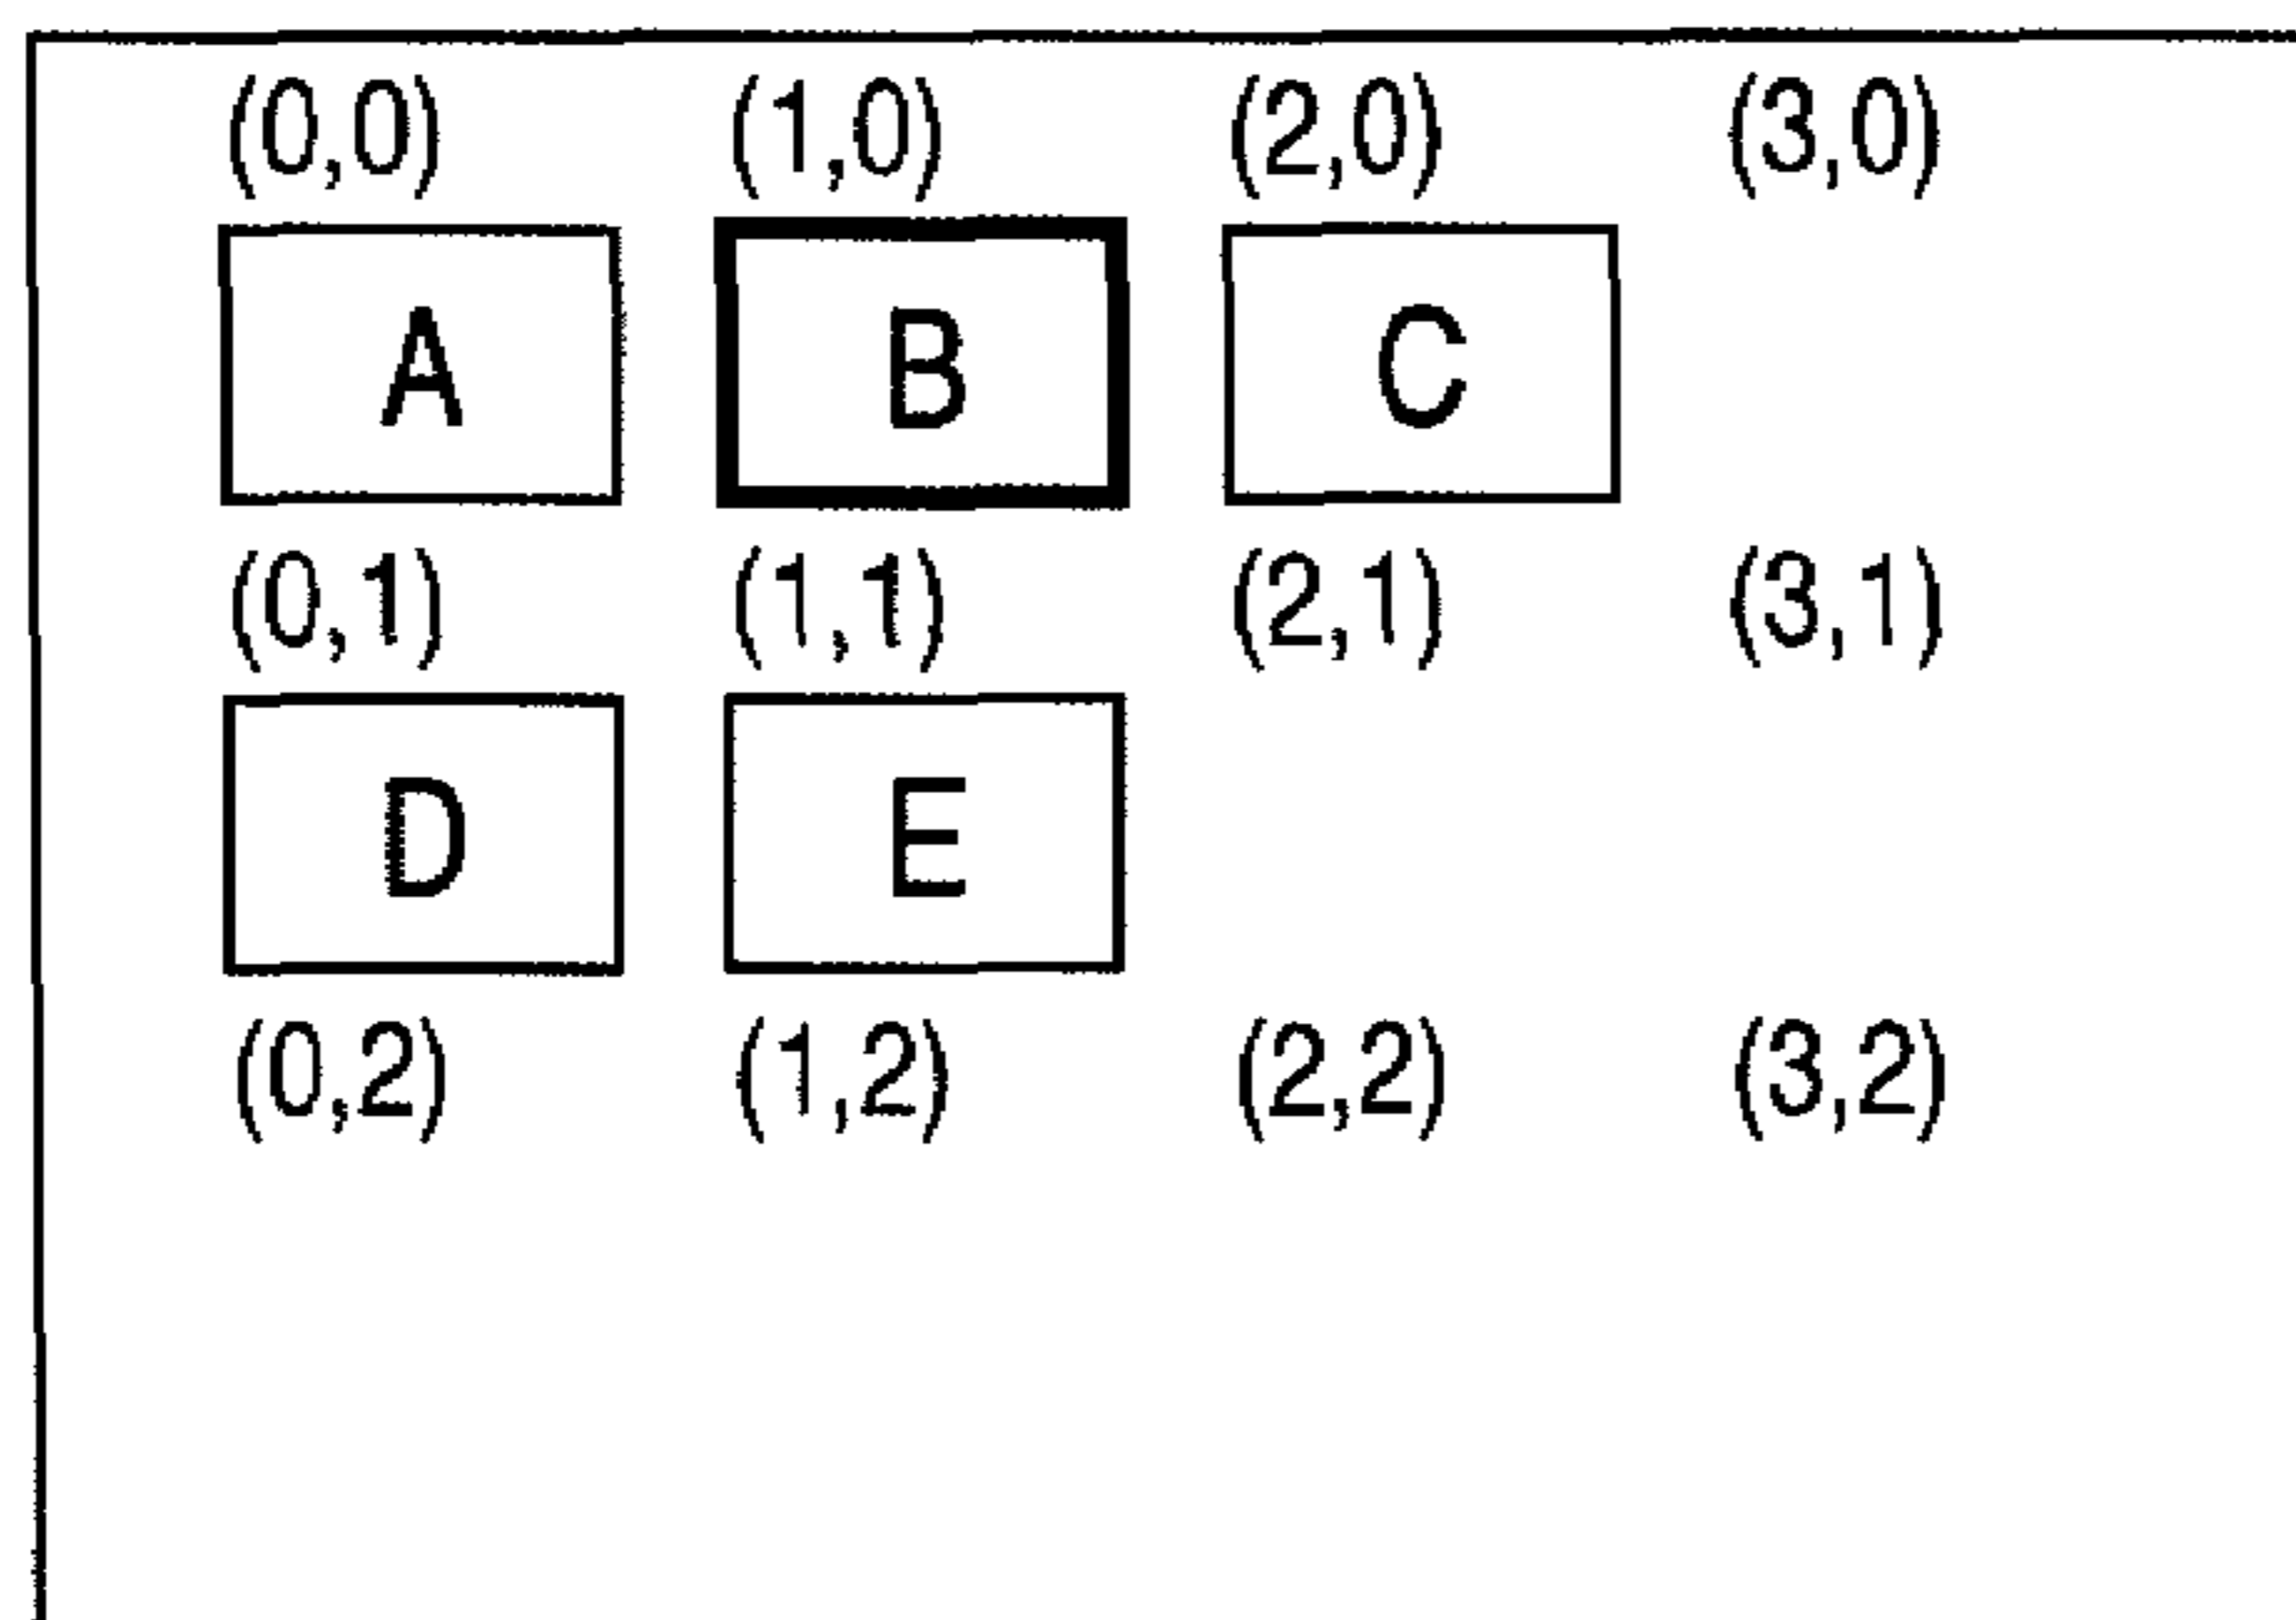 (0,0) (1,0) (2,0) (3,0)
A B C
(0,1) (1,1) (2,1) (3,1)
D E
(0,2) (1,2) (2,2) (3,2)